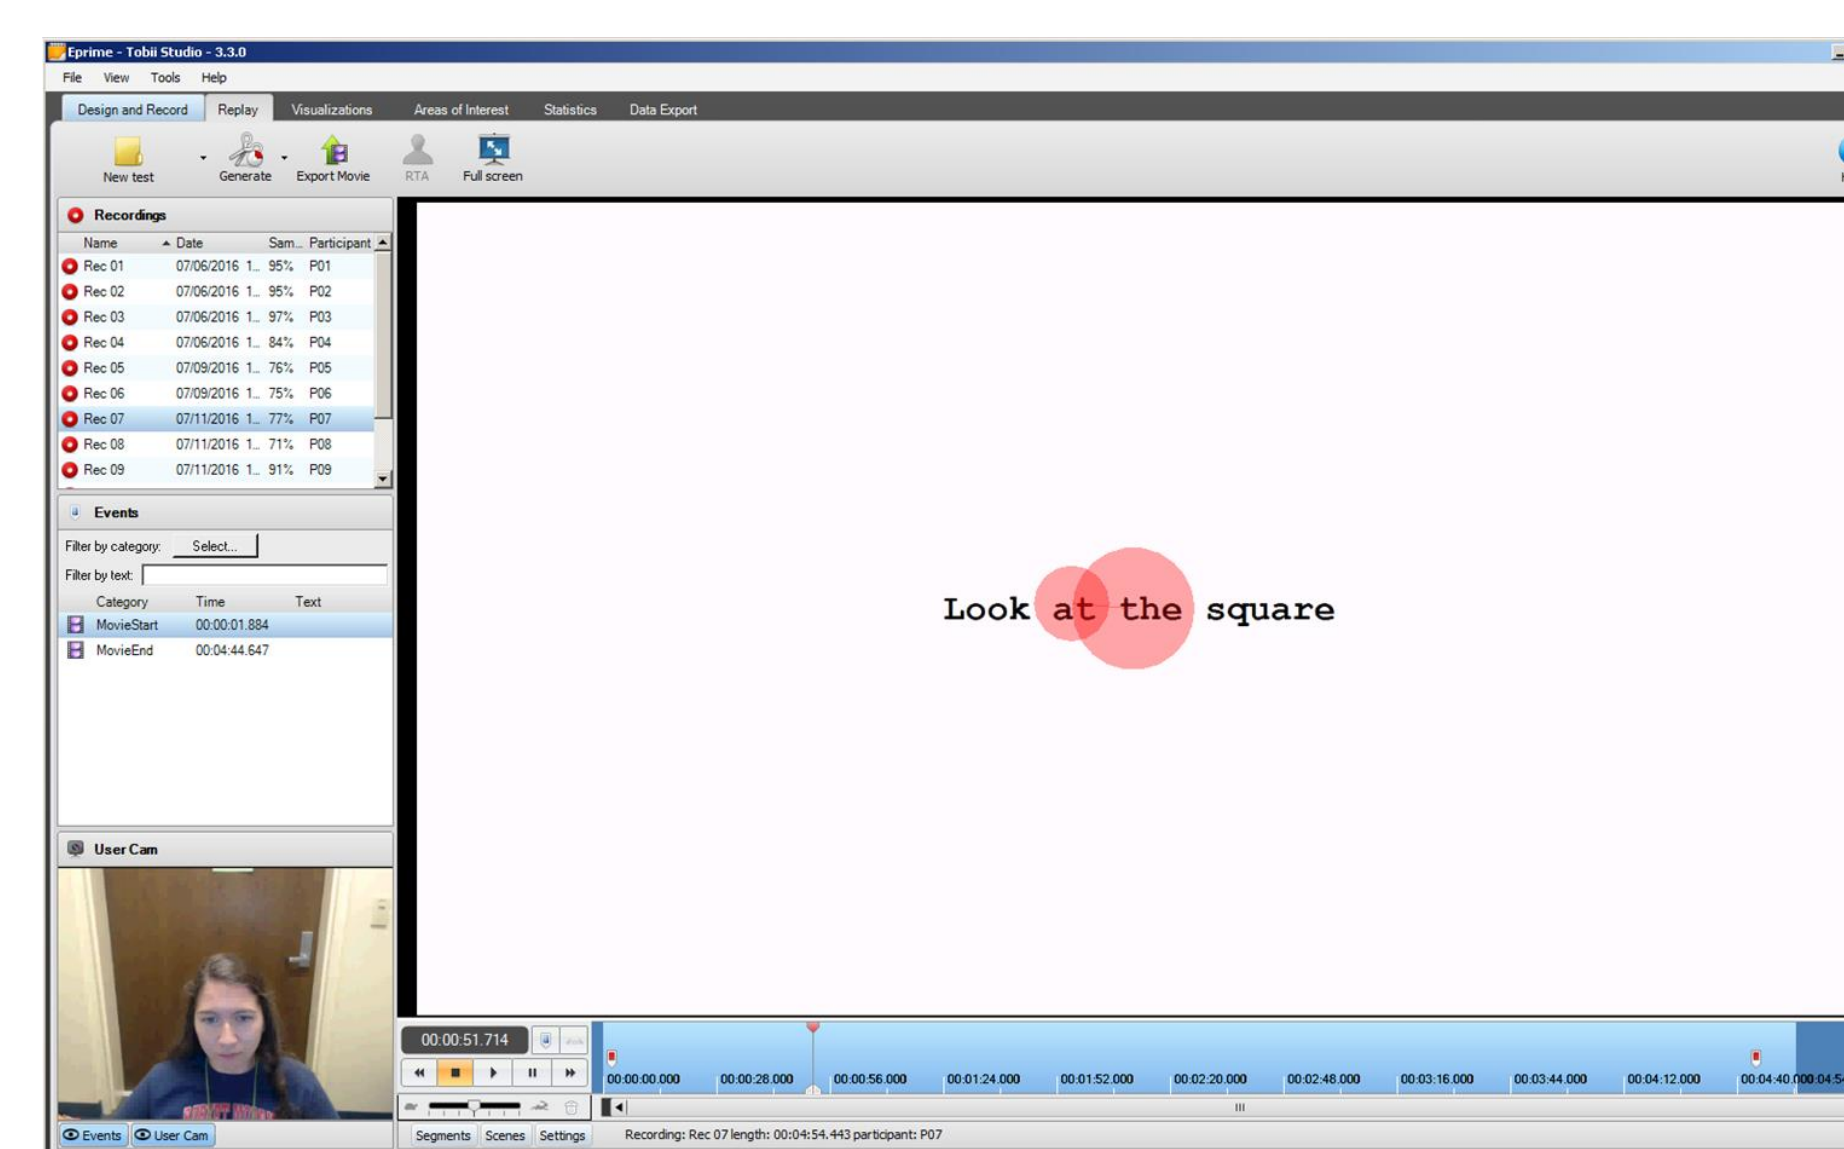 Eprime - Tobii Studio - 3.3.0
File View Tools Help
Design and Record Replay Visualizations Areas of Interest Statistics Data Export
New test Generate Export Movie RTA Full screen
Recordings
Name Date Sam... Participant
Rec 01 07/06/2016 1... 95% P01
Rec 02 07/06/2016 1... 95% P02
Rec 03 07/06/2016 1... 97% P03
Rec 04 07/06/2016 1... 84% P04
Rec 05 07/09/2016 1... 76% P05
Rec 06 07/09/2016 1... 75% P06
Rec 07 07/11/2016 1... 77% P07
Rec 08 07/11/2016 1... 71% P08
Rec 09 07/11/2016 1... 91% P09
Events
Filter by category: Select...
Filter by text:
Category Time Text
MovieStart 00:00:01.884
MovieEnd 00:04:44.647
Look at the square
User Cam
00:00:51.714
00:00:00.000 00:00:28.000 00:00:56.000 00:01:24.000 00:01:52.000 00:02:20.000 00:02:48.000 00:03:16.000 00:03:44.000 00:04:12.000 00:04:40.000
Events User Cam
Segments Scenes Settings Recording: Rec 07 length: 00:04:54.443 participant: P07